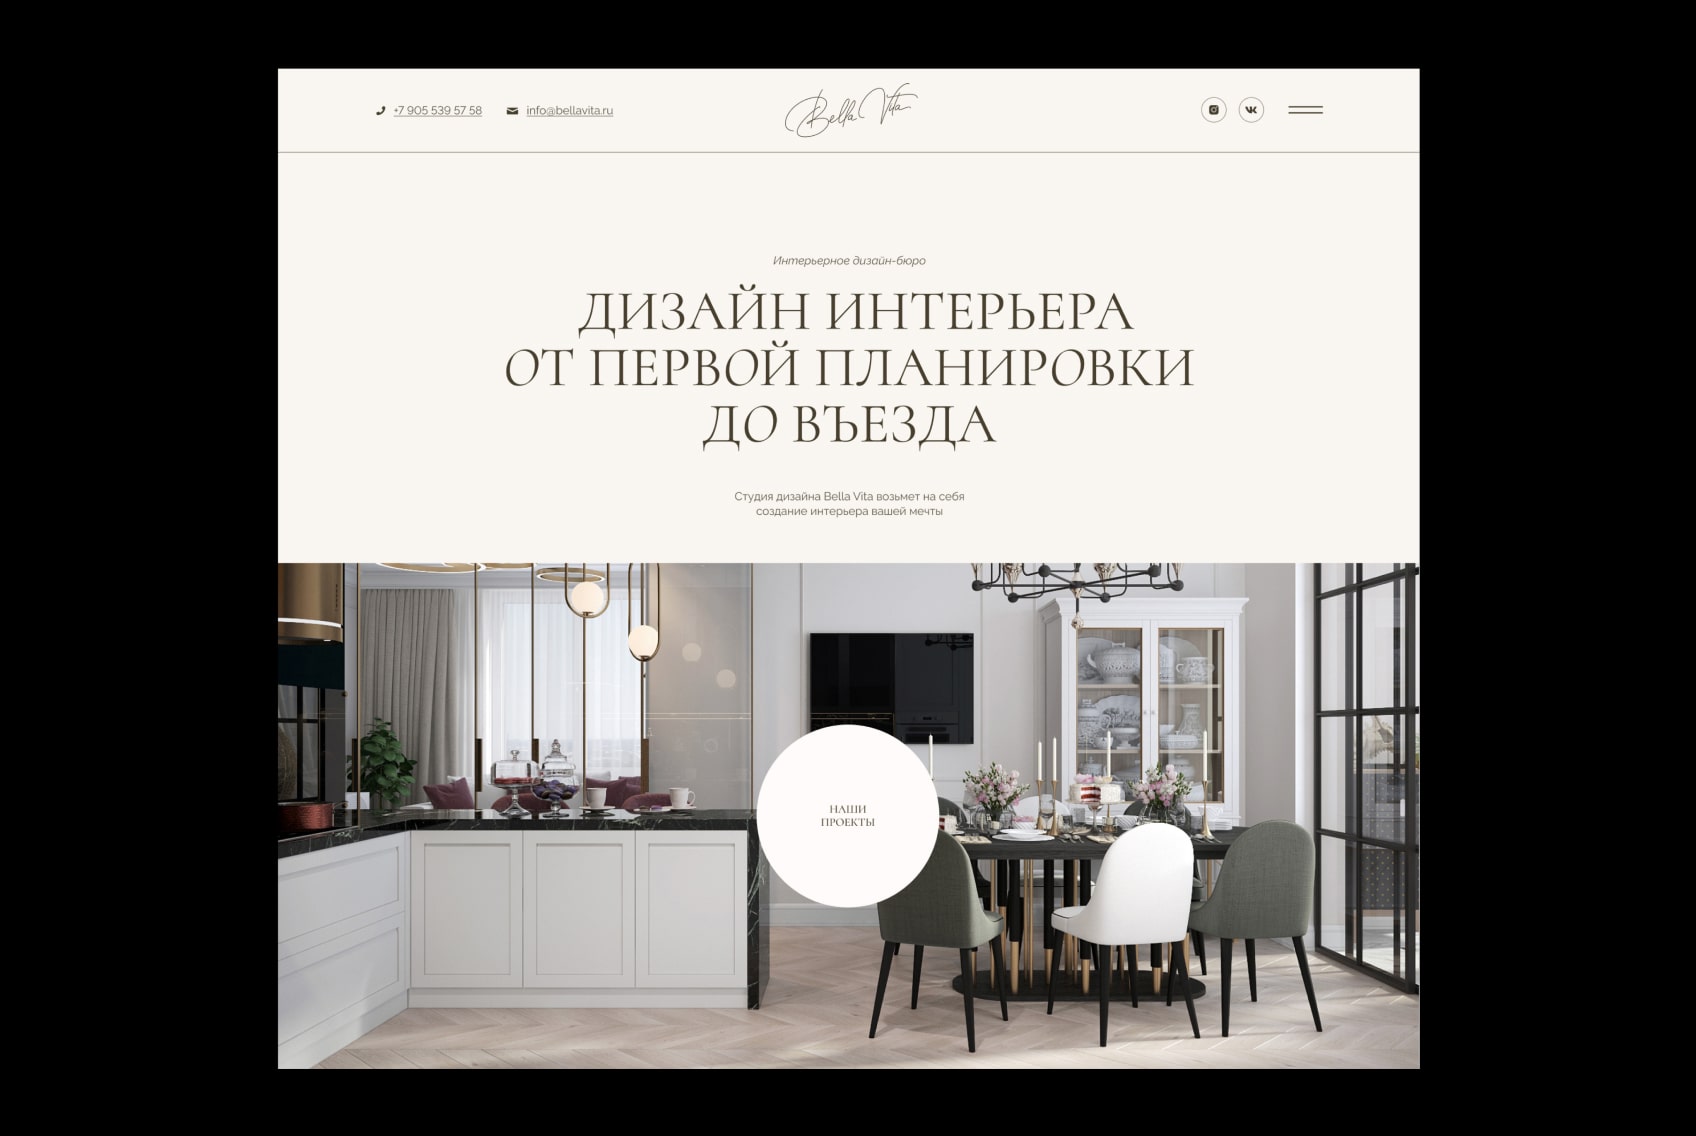 +7 905 539 57 58
info@bellavita.ru
Bella Vita
Интерьерное дизайн-бюро
ДИЗАЙН ИНТЕРЬЕРА
ОТ ПЕРВОЙ ПЛАНИРОВКИ
ДО ВЪЕЗДА
Студия дизайна Bella Vita возьмет на себя
создание интерьера вашей мечты
НАШИ
ПРОЕКТЫ